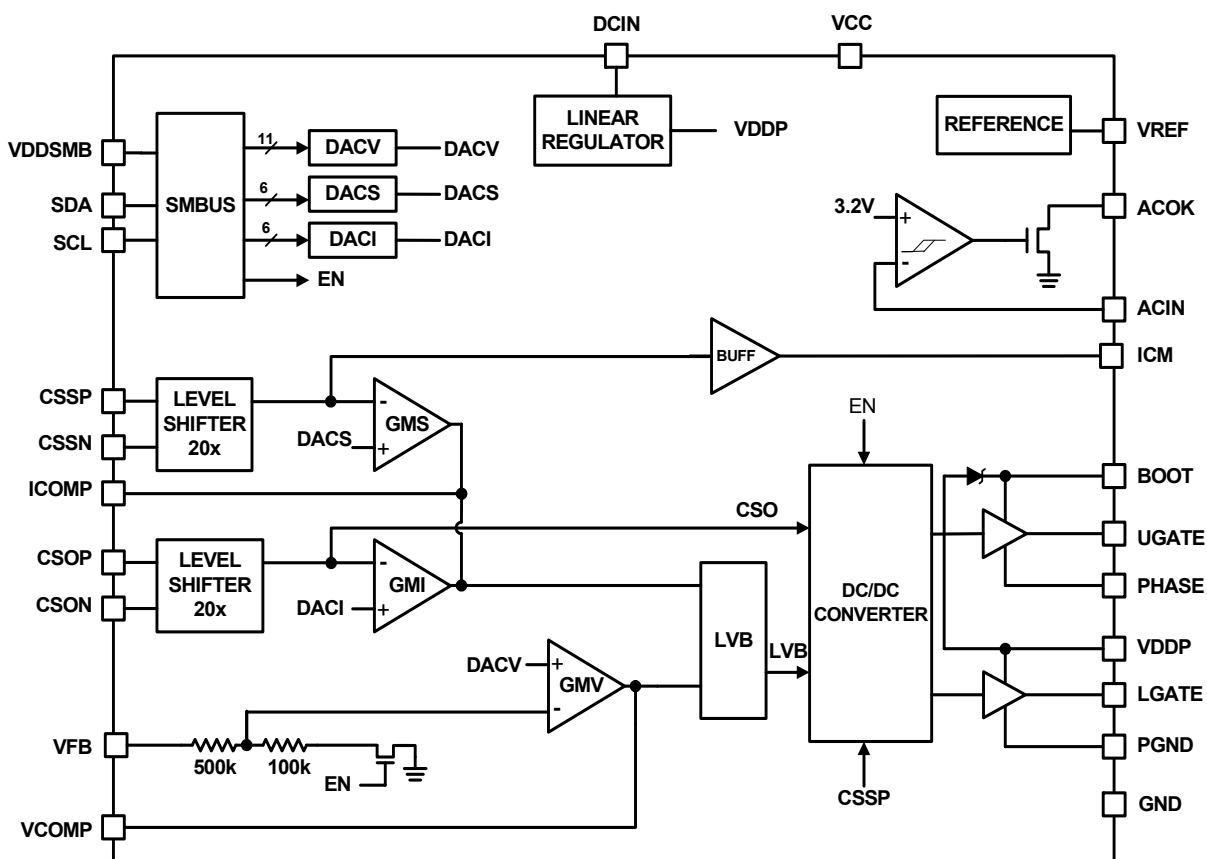 DCIN
VCC
LINEAR
REGULATOR
VDDP
REFERENCE
VREF
VDDSMB
SDA
SCL
SMBUS
11
DACV
DACV
6
DACS
DACS
6
DACI
DACI
EN
3.2V
+
-
ACOK
ACIN
BUFF
ICM
CSSP
CSSN
LEVEL
SHIFTER
20x
-
GMS
DACS
+
ICOMP
EN
BOOT
CSO
UGATE
CSOP
CSON
LEVEL
SHIFTER
20x
-
GMI
DACI
+
PHASE
DC/DC
CONVERTER
LVB
LVB
VDDP
DACV
+
GMV
-
LGATE
VFB
500k
100k
EN
PGND
CSSP
GND
VCOMP